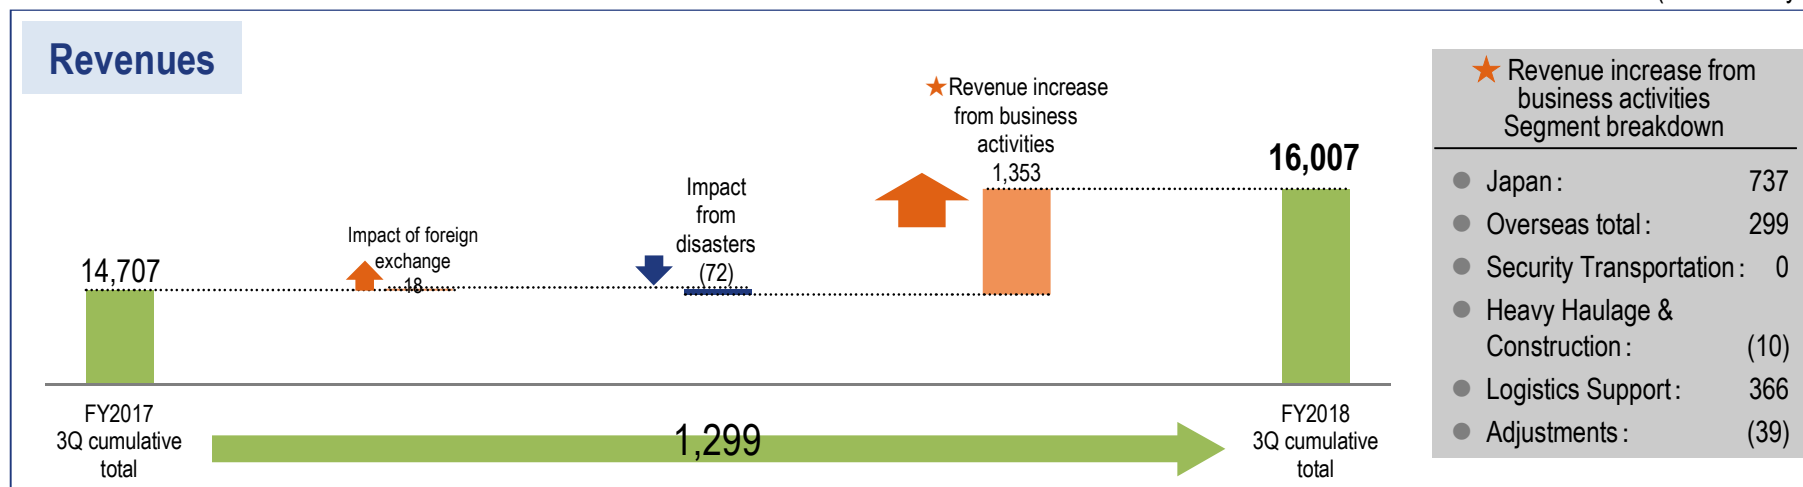 Revenues
14,707
Impact of foreign
exchange
18
Impact
from
disasters
(72)
★Revenue increase
from business
activities
1,353
16,007
FY2017
3Q cumulative
total
1,299
FY2018
3Q cumulative
total
★ Revenue increase from
business activities
Segment breakdown
● Japan: 737
● Overseas total: 299
● Security Transportation: 0
● Heavy Haulage &
Construction: (10)
● Logistics Support: 366
● Adjustments: (39)